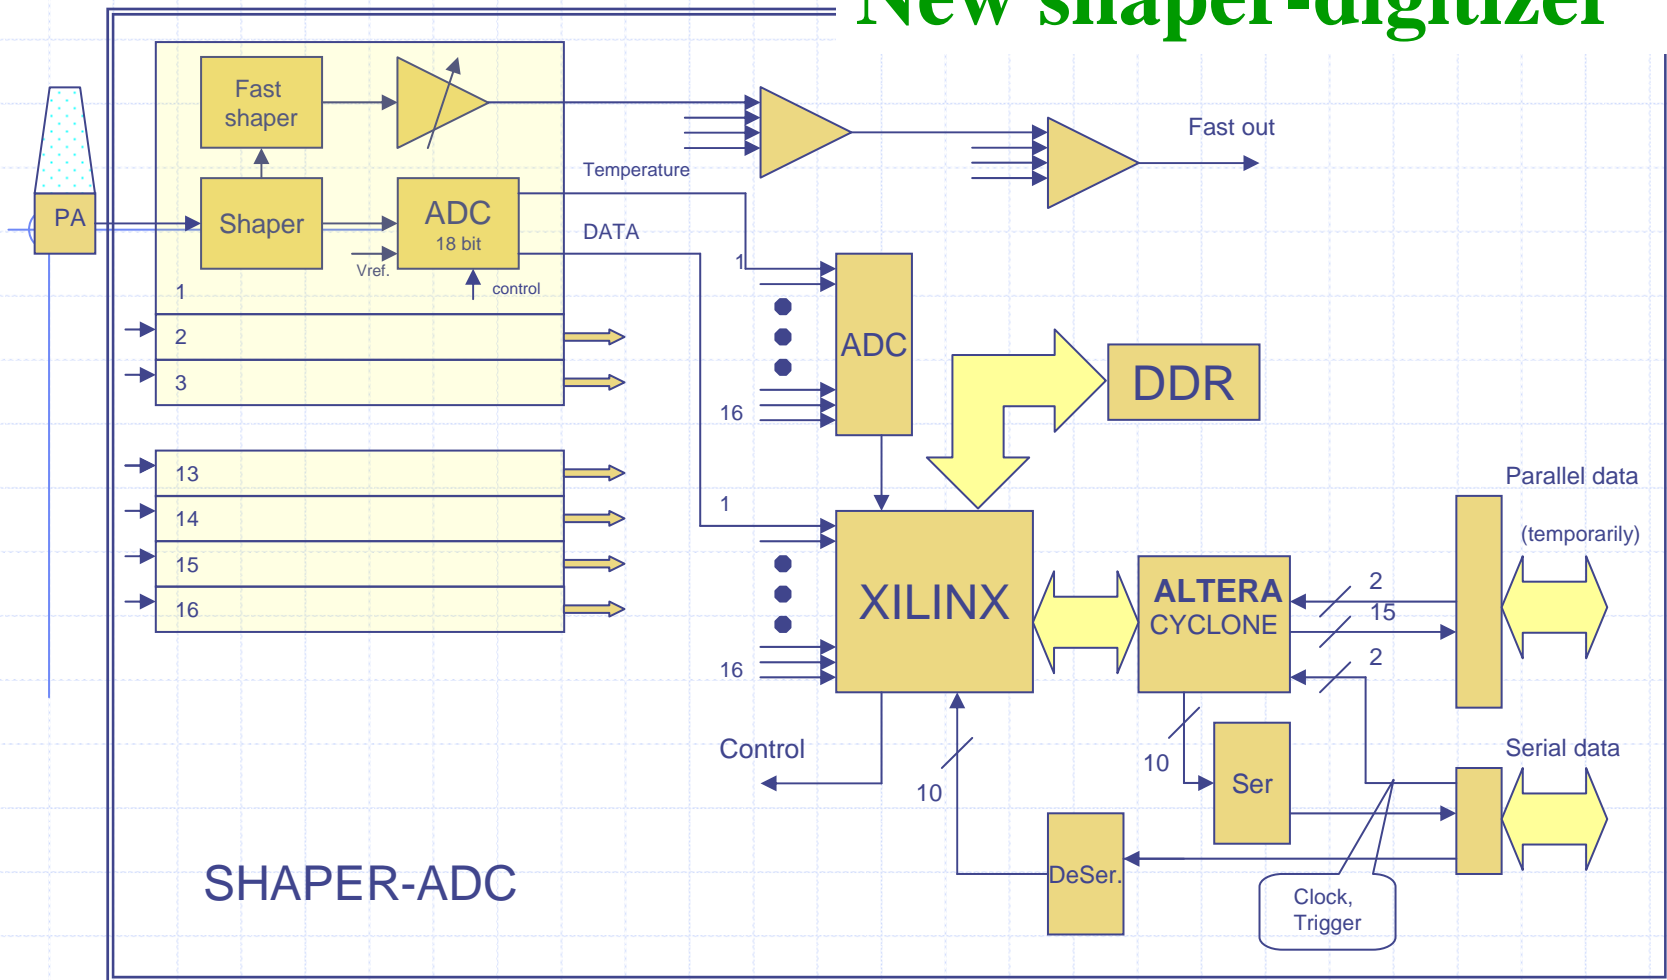 New shaper-digitizer
Fast
shaper
Fast out
Temperature
PA
Shaper
ADC
18 bit
DATA
Vref.
control
1
1
2
3
ADC
DDR
16
13
14
15
16
1
Parallel data
(temporarily)
XILINX
ALTERA
CYCLONE
2
15
2
16
Control
10
10
Ser
Serial data
SHAPER-ADC
DeSer.
Clock,
Trigger